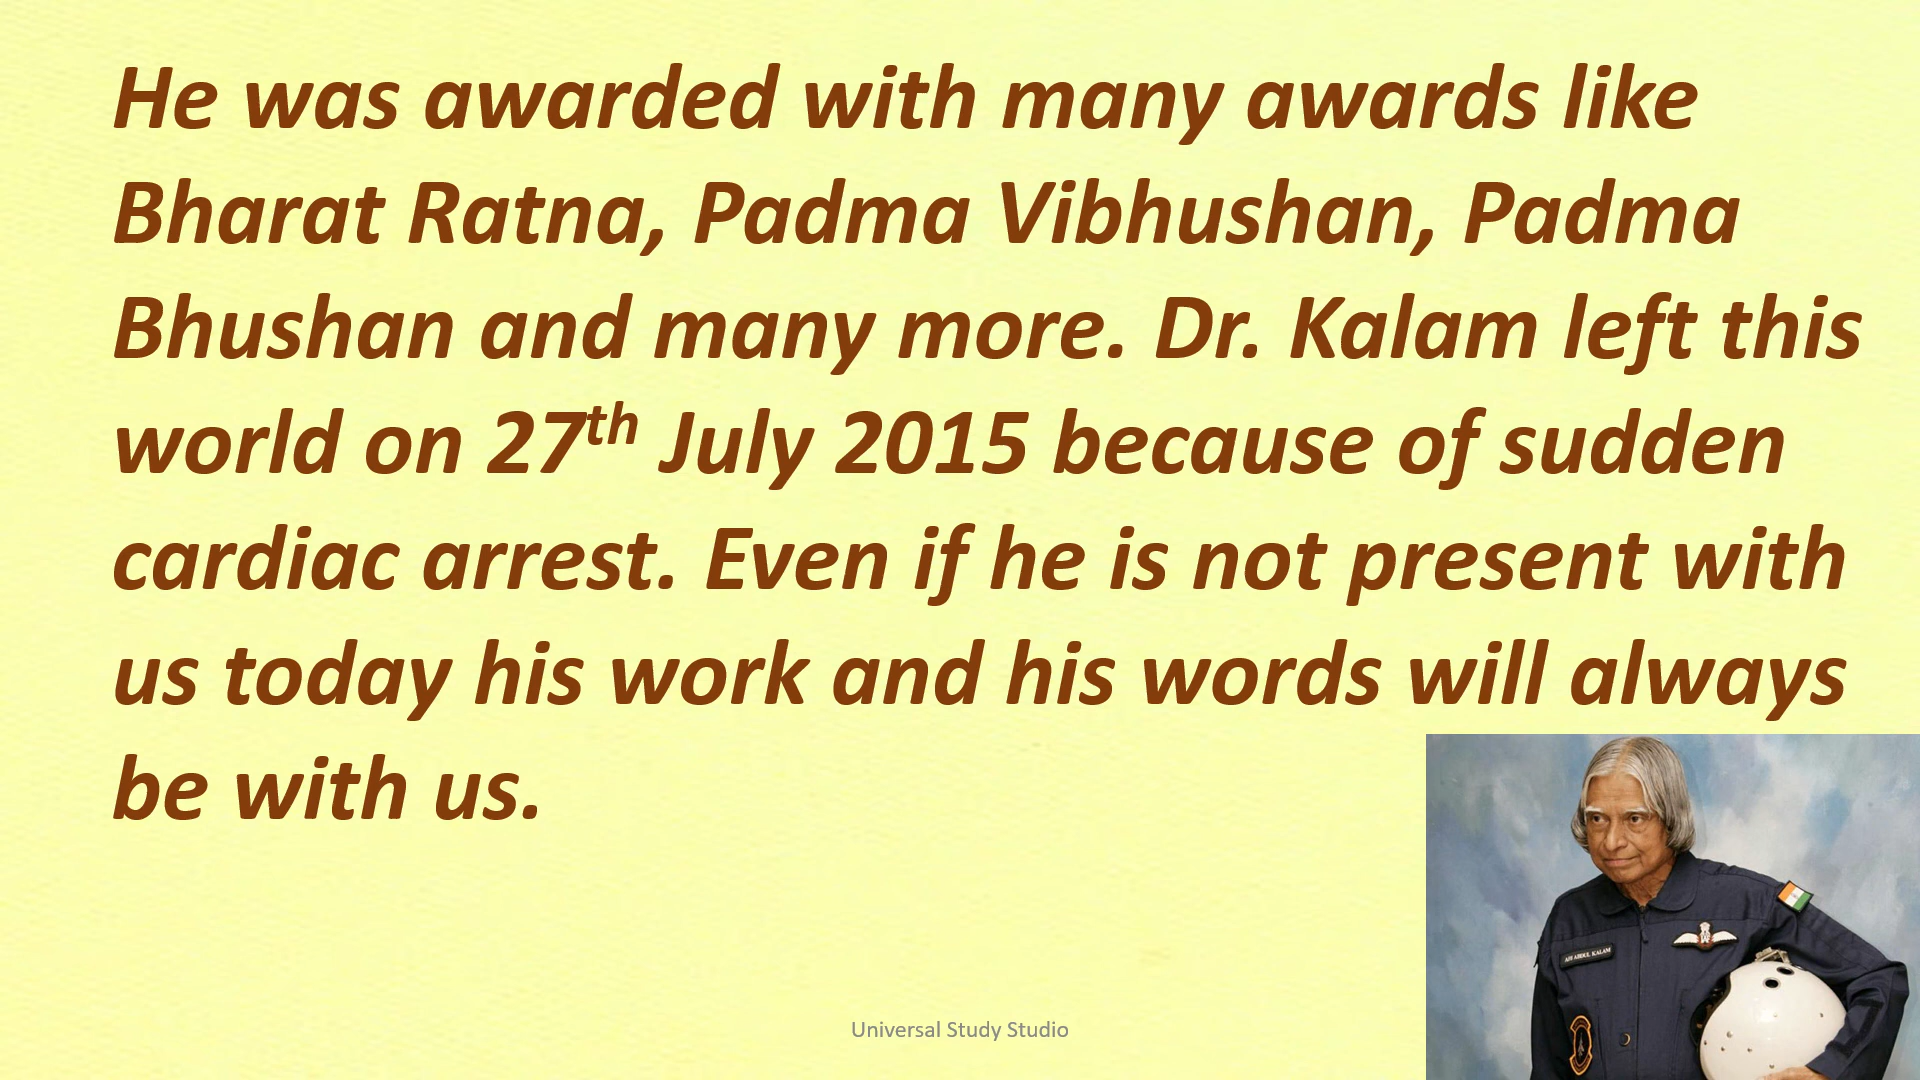 He was awarded with many awards like
Bharat Ratna, Padma Vibhushan, Padma
Bhushan and many more. Dr. Kalam left this
world on 27th July 2015 because of sudden
cardiac arrest. Even if he is not present with
us today his work and his words will always
be with us.
ABDUL KALAM
Universal Study Studio